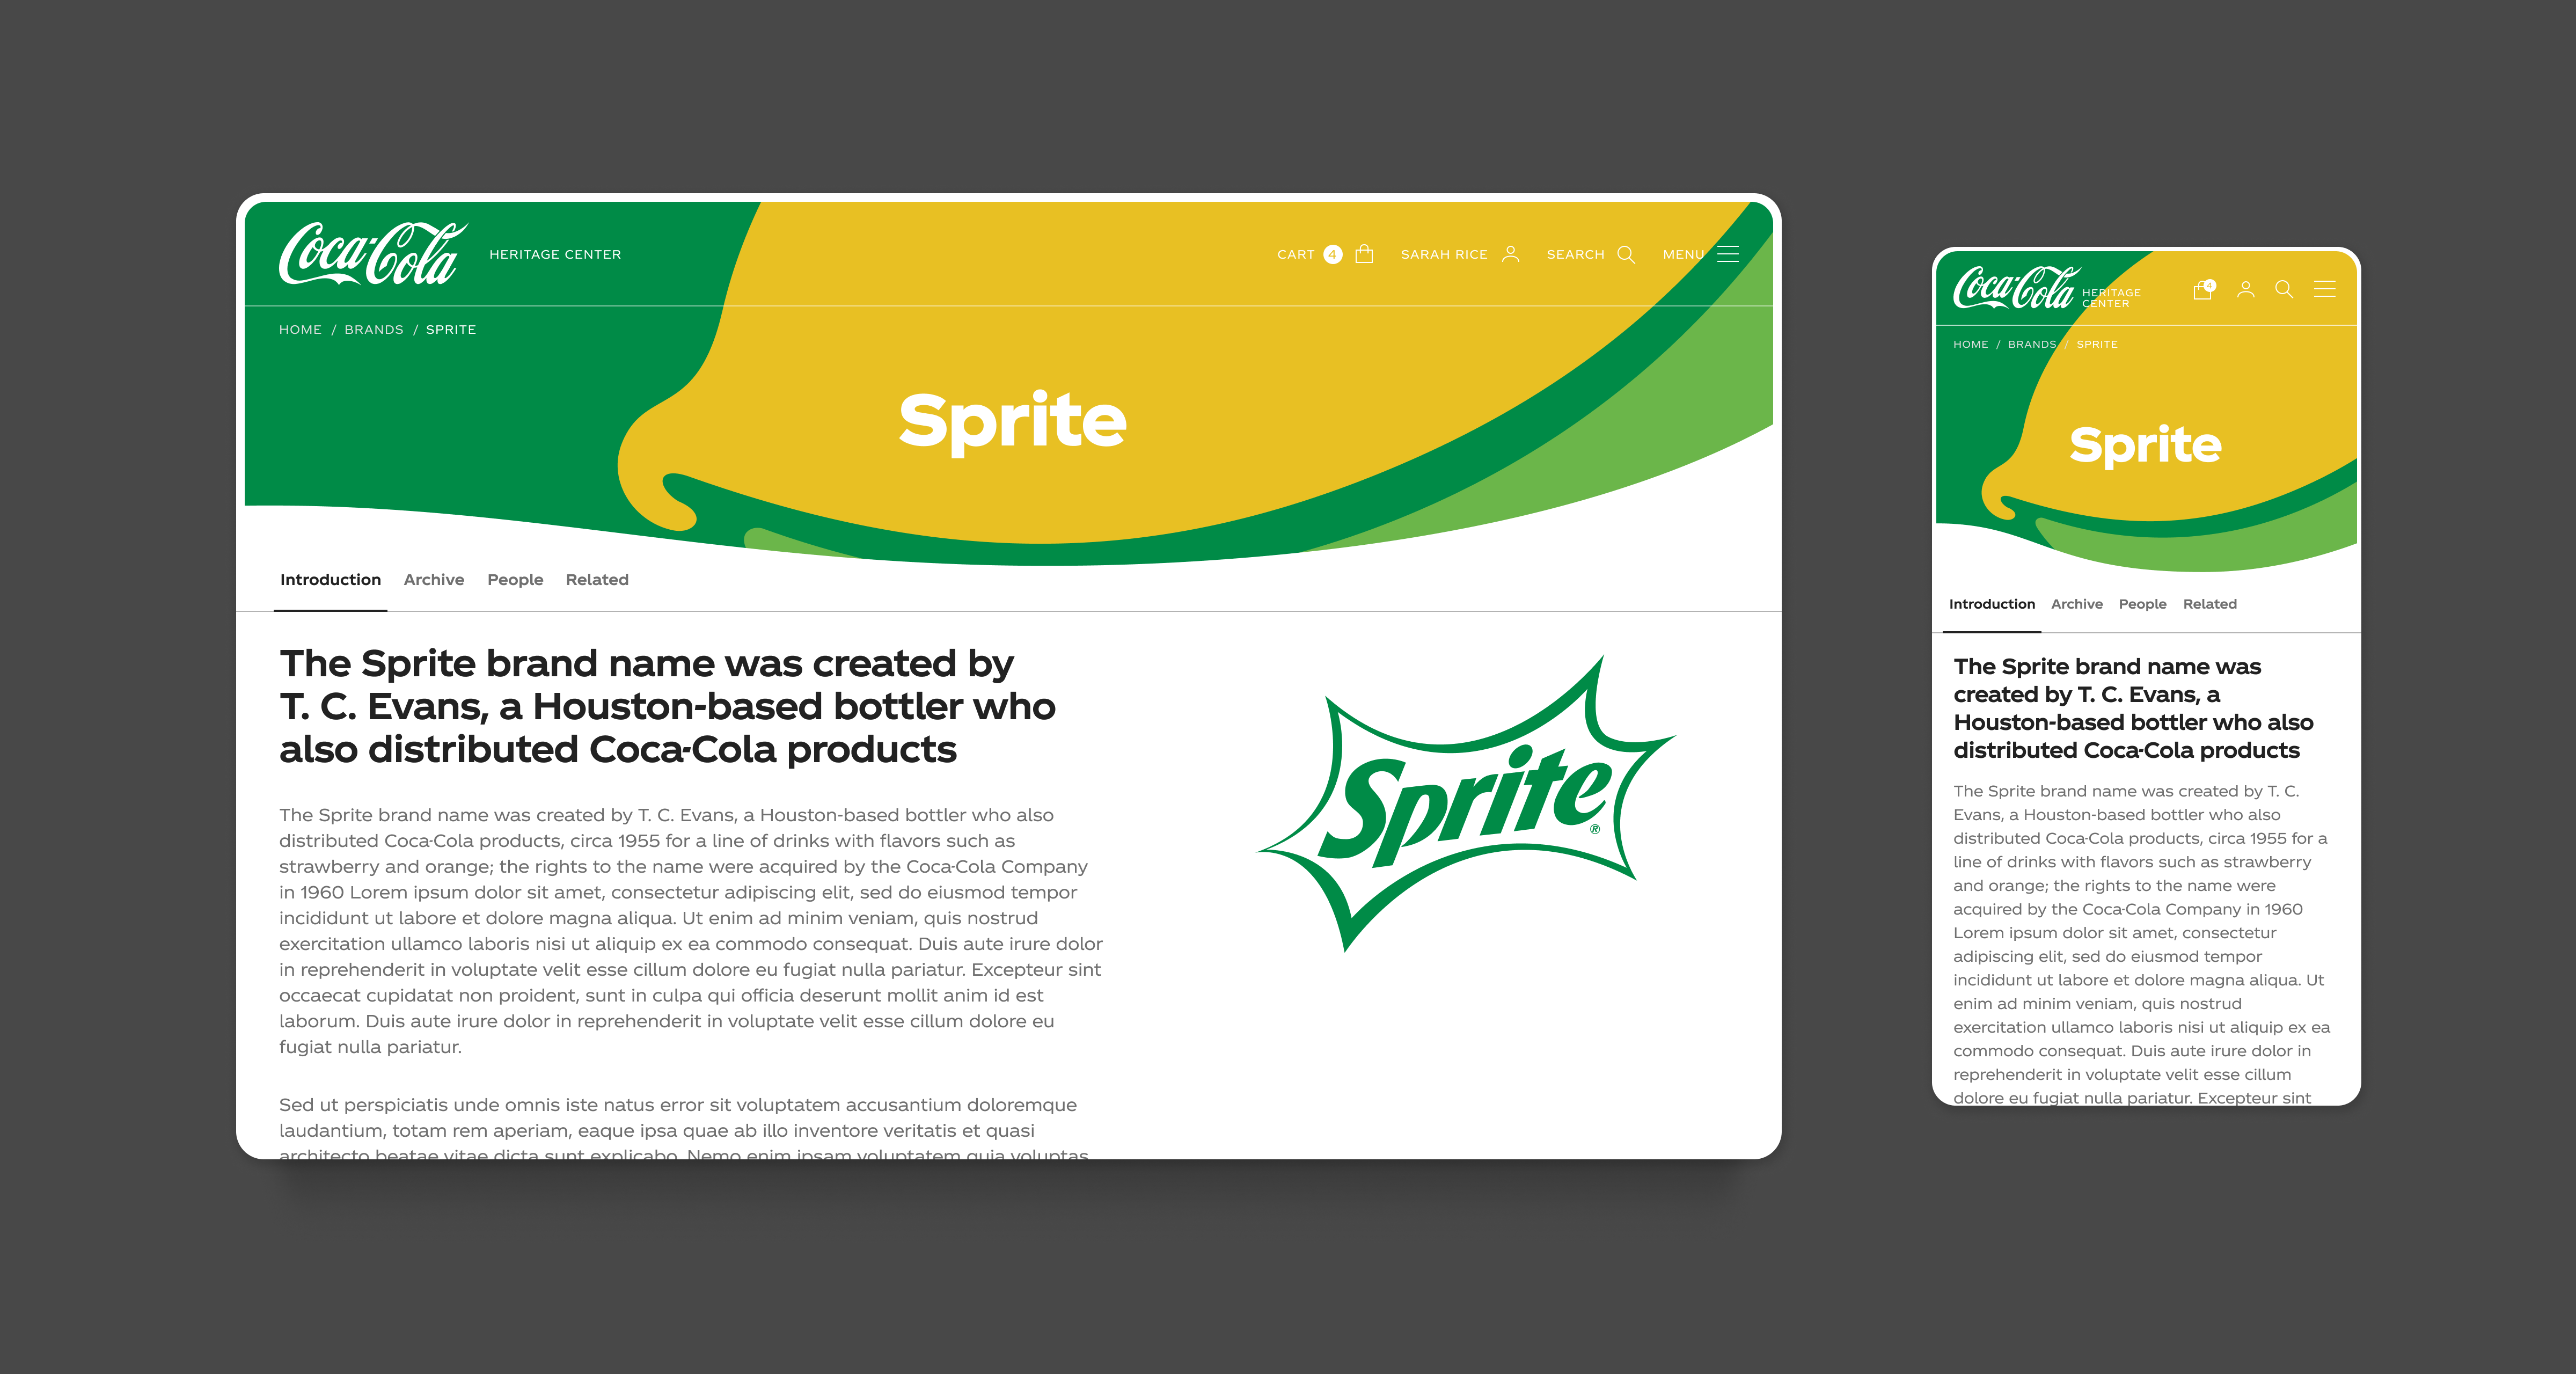 Coca-Cola HERITAGE CENTER CART 4 SARAH RICE SEARCH MENU
HOME / BRANDS / SPRITE
Sprite
Introduction Archive People Related
The Sprite brand name was created by
T. C. Evans, a Houston-based bottler who
also distributed Coca-Cola products
The Sprite brand name was created by T. C. Evans, a Houston-based bottler who also
distributed Coca-Cola products, circa 1955 for a line of drinks with flavors such as
strawberry and orange; the rights to the name were acquired by the Coca-Cola Company
in 1960 Lorem ipsum dolor sit amet, consectetur adipiscing elit, sed do eiusmod tempor
incididunt ut labore et dolore magna aliqua. Ut enim ad minim veniam, quis nostrud
exercitation ullamco laboris nisi ut aliquip ex ea commodo consequat. Duis aute irure dolor
in reprehenderit in voluptate velit esse cillum dolore eu fugiat nulla pariatur. Excepteur sint
occaecat cupidatat non proident, sunt in culpa qui officia deserunt mollit anim id est
laborum. Duis aute irure dolor in reprehenderit in voluptate velit esse cillum dolore eu
fugiat nulla pariatur.
Sed ut perspiciatis unde omnis iste natus error sit voluptatem accusantium doloremque
laudantium, totam rem aperiam, eaque ipsa quae ab illo inventore veritatis et quasi
architecto beatae vitae dicta sunt explicabo. Nemo enim ipsam voluptatem quia voluptas
Sprite®
Coca-Cola HERITAGE
CENTER
4
HOME / BRANDS / SPRITE
Sprite
Introduction Archive People Related
The Sprite brand name was
created by T. C. Evans, a
Houston-based bottler who also
distributed Coca-Cola products
The Sprite brand name was created by T. C.
Evans, a Houston-based bottler who also
distributed Coca-Cola products, circa 1955 for a
line of drinks with flavors such as strawberry
and orange; the rights to the name were
acquired by the Coca-Cola Company in 1960
Lorem ipsum dolor sit amet, consectetur
adipiscing elit, sed do eiusmod tempor
incididunt ut labore et dolore magna aliqua. Ut
enim ad minim veniam, quis nostrud
exercitation ullamco laboris nisi ut aliquip ex ea
commodo consequat. Duis aute irure dolor in
reprehenderit in voluptate velit esse cillum
dolore eu fugiat nulla pariatur. Excepteur sint